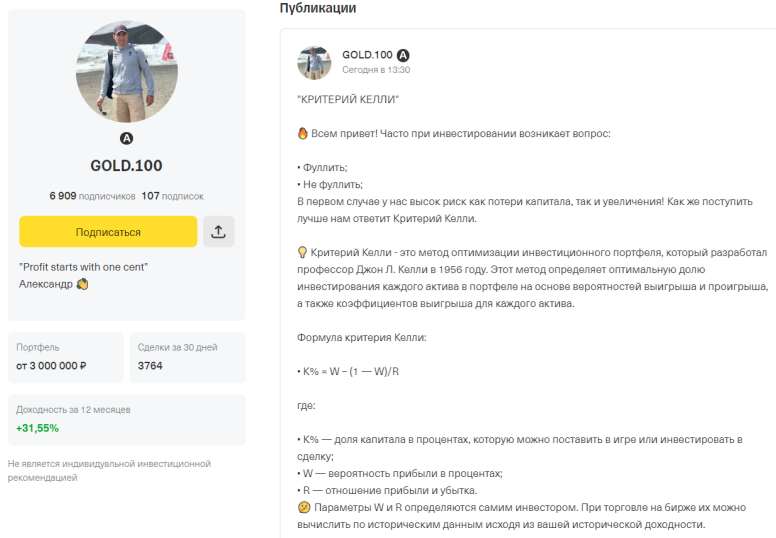 Публикации
GOLD.100
6 909 подписчиков 107 подписок
Подписаться
"Profit starts with one cent"
Александр
Портфель
от 3 000 000 ₽
Сделки за 30 дней
3764
Доходность за 12 месяцев
+31,55%
Не является индивидуальной инвестиционной
рекомендацией
GOLD.100
Сегодня в 13:30
"КРИТЕРИЙ КЕЛЛИ"
Всем привет! Часто при инвестировании возникает вопрос:
• Фуллить;
• Не фуллить;
В первом случае у нас высок риск как потери капитала, так и увеличения! Как же поступить
лучше нам ответит Критерий Келли.
Критерий Келли - это метод оптимизации инвестиционного портфеля, который разработал
профессор Джон Л. Келли в 1956 году. Этот метод определяет оптимальную долю
инвестирования каждого актива в портфеле на основе вероятностей выигрыша и проигрыша,
а также коэффициентов выигрыша для каждого актива.
Формула критерия Келли:
• K% = W – (1 — W)/R
где:
• K% — доля капитала в процентах, которую можно поставить в игре или инвестировать в
сделку;
• W — вероятность прибыли в процентах;
• R — отношение прибыли и убытка.
Параметры W и R определяются самим инвестором. При торговле на бирже их можно
вычислить по историческим данным исходя из вашей исторической доходности.